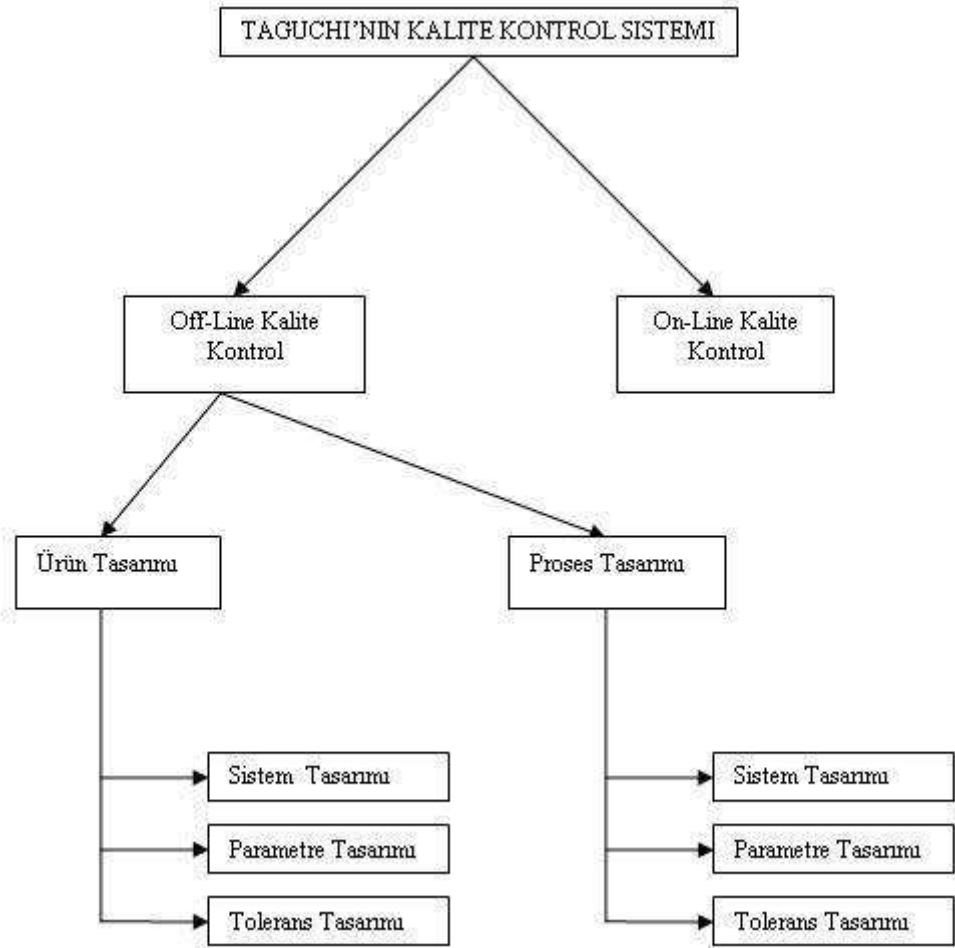 TAGUCHI'NIN KALITE KONTROL SISTEMI
Off-Line Kalite
Kontrol
On-Line Kalite
Kontrol
Ürün Tasarımı
Proses Tasarımı
Sistem Tasarımı
Parametre Tasarımı
Tolerans Tasarımı
Sistem Tasarımı
Parametre Tasarımı
Tolerans Tasarımı